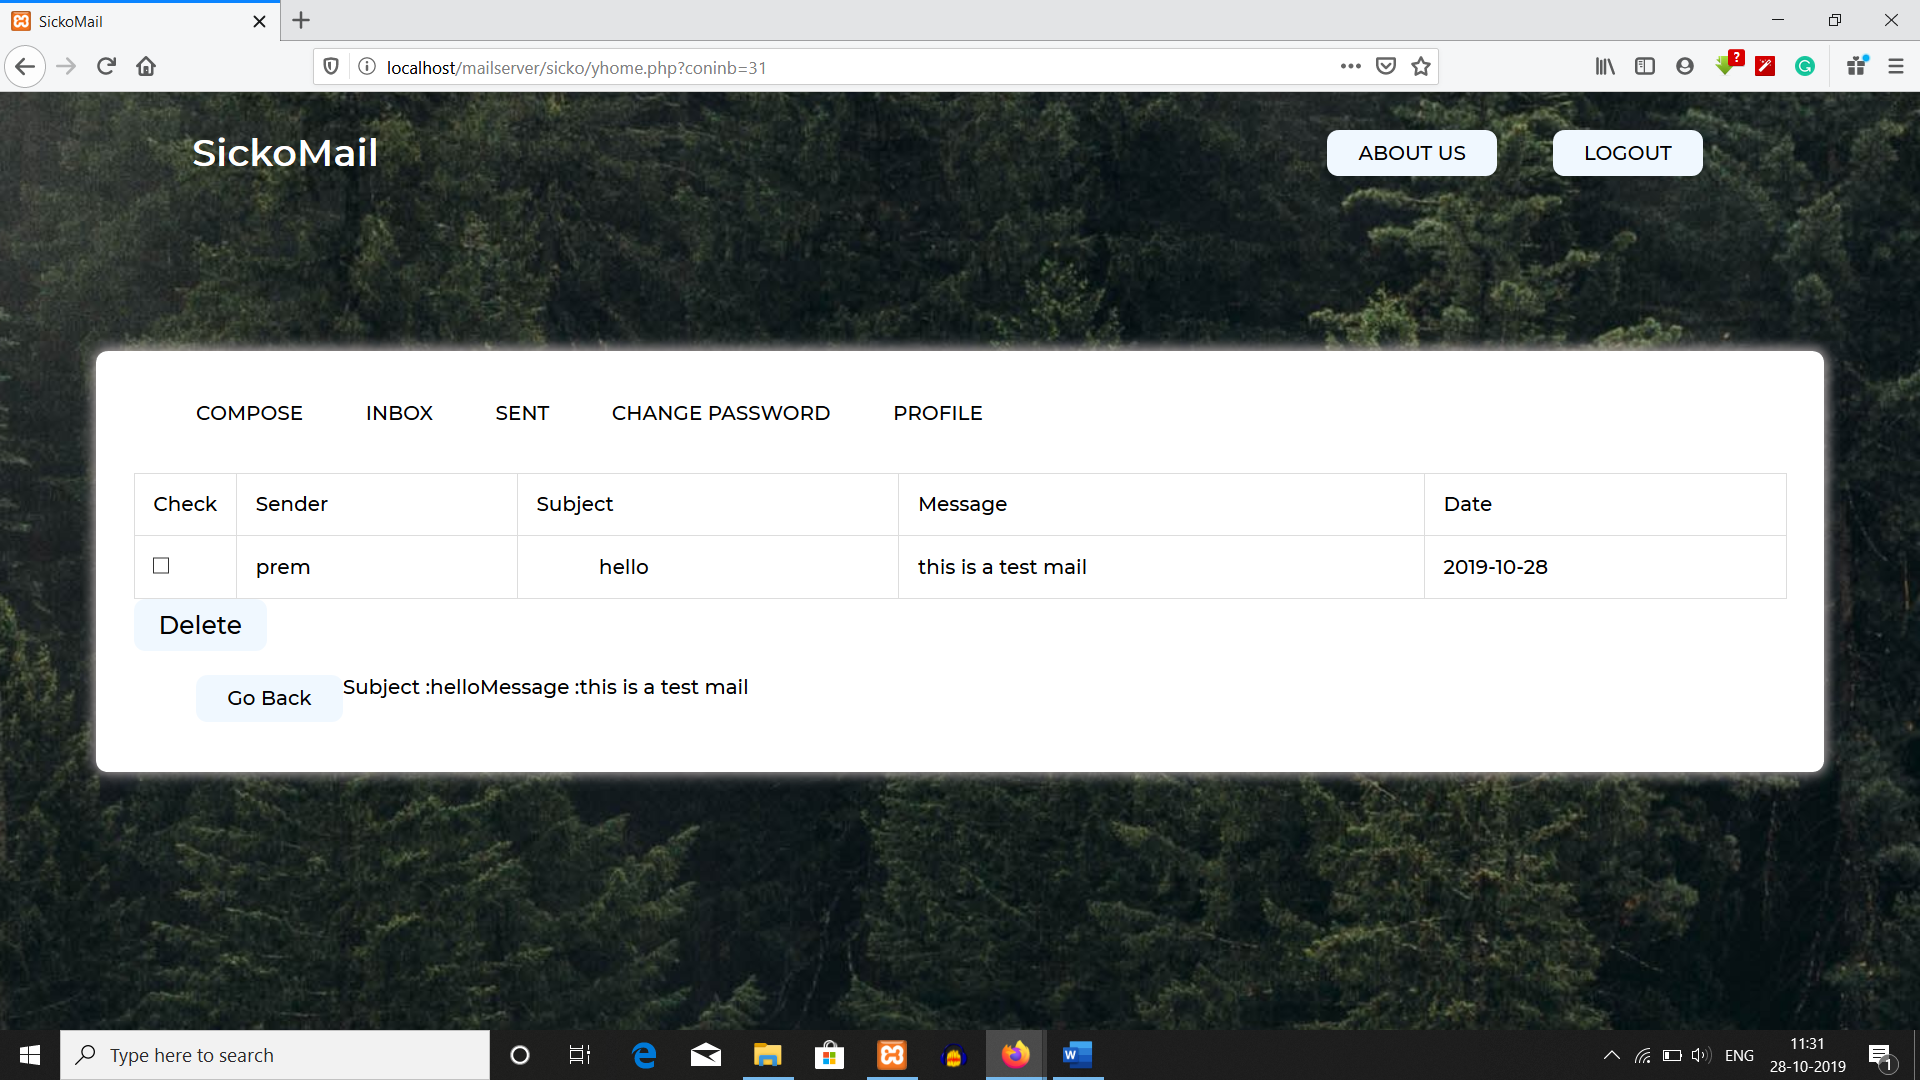 SickoMail
localhost/mailserver/sicko/yhome.php?coninb=31
?
SickoMail
ABOUT US
LOGOUT
COMPOSE
INBOX
SENT
CHANGE PASSWORD
PROFILE
Check
Sender
Subject
Message
Date
prem
hello
this is a test mail
2019-10-28
Delete
Go Back
Subject :helloMessage :this is a test mail
Type here to search
ENG
11:31
28-10-2019
1